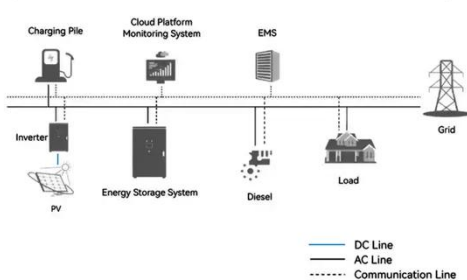 Cloud Platform
Monitoring System
Charging Pile
EMS
Inverter
Grid
PV
Energy Storage System
Diesel
Load
DC Line
AC Line
Communication Line